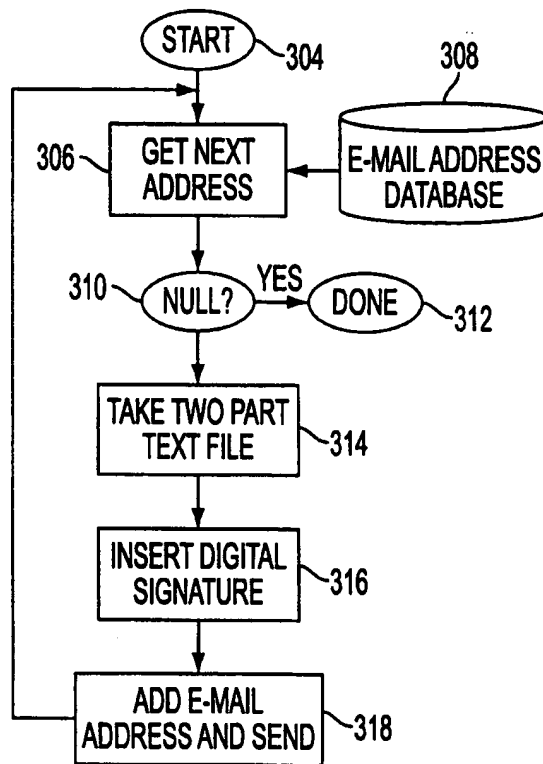 START
304
308
306
GET NEXT
ADDRESS
E-MAIL ADDRESS
DATABASE
310
NULL?
YES
DONE
312
TAKE TWO PART
TEXT FILE
314
INSERT DIGITAL
SIGNATURE
316
ADD E-MAIL
ADDRESS AND SEND
318